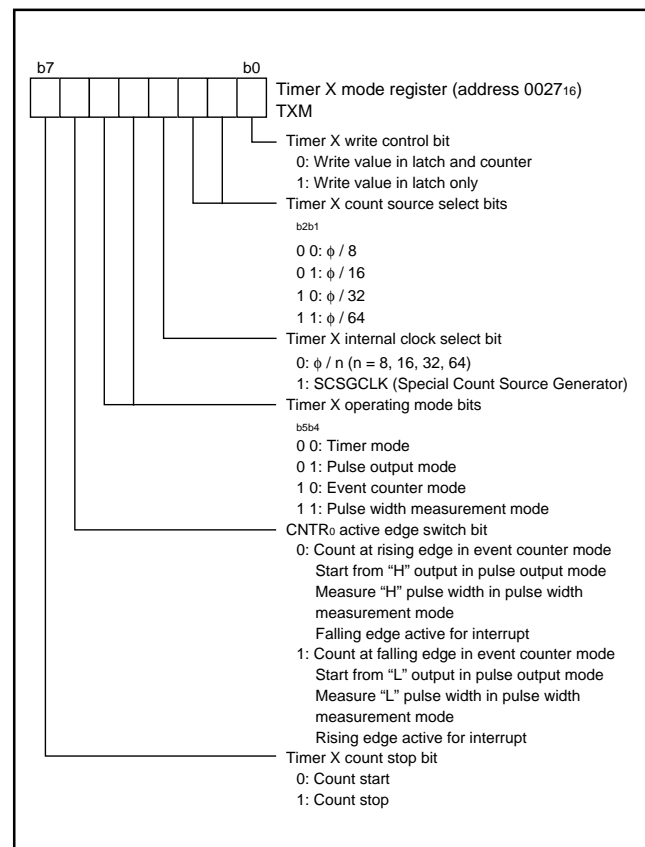 b7 b0
Timer X mode register (address 0027₁₆)
TXM
Timer X write control bit
0: Write value in latch and counter
1: Write value in latch only
Timer X count source select bits
b2b1
0 0: ϕ / 8
0 1: ϕ / 16
1 0: ϕ / 32
1 1: ϕ / 64
Timer X internal clock select bit
0: ϕ / n (n = 8, 16, 32, 64)
1: SCSGCLK (Special Count Source Generator)
Timer X operating mode bits
b5b4
0 0: Timer mode
0 1: Pulse output mode
1 0: Event counter mode
1 1: Pulse width measurement mode
CNTR₀ active edge switch bit
0: Count at rising edge in event counter mode
Start from “H” output in pulse output mode
Measure “H” pulse width in pulse width
measurement mode
Falling edge active for interrupt
1: Count at falling edge in event counter mode
Start from “L” output in pulse output mode
Measure “L” pulse width in pulse width
measurement mode
Rising edge active for interrupt
Timer X count stop bit
0: Count start
1: Count stop